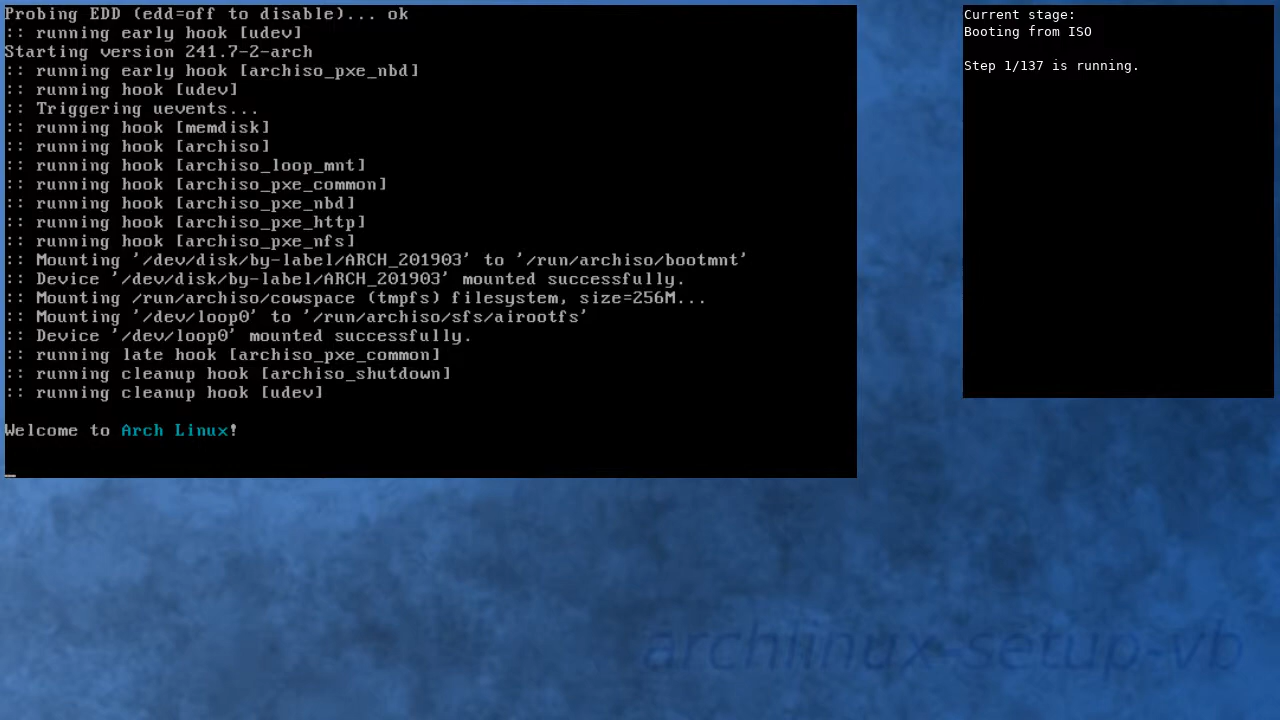 Probing EDD (edd=off to disable)... ok
:: running early hook [udev]
Starting version 241.7-2-arch
:: running early hook [archiso_pxe_nbd]
:: running hook [udev]
:: Triggering uevents...
:: running hook [memdisk]
:: running hook [archiso]
:: running hook [archiso_loop_mnt]
:: running hook [archiso_pxe_common]
:: running hook [archiso_pxe_nbd]
:: running hook [archiso_pxe_http]
:: running hook [archiso_pxe_nfs]
:: Mounting '/dev/disk/by-label/ARCH_201903' to '/run/archiso/bootmnt'
:: Device '/dev/disk/by-label/ARCH_201903' mounted successfully.
:: Mounting /run/archiso/cowspace (tmpfs) filesystem, size=256M...
:: Mounting '/dev/loop0' to '/run/archiso/sfs/airootfs'
:: Device '/dev/loop0' mounted successfully.
:: running late hook [archiso_pxe_common]
:: running cleanup hook [archiso_shutdown]
:: running cleanup hook [udev]
Welcome to Arch Linux!
Current stage:
Booting from ISO
Step 1/137 is running.
archlinux-setup-vb